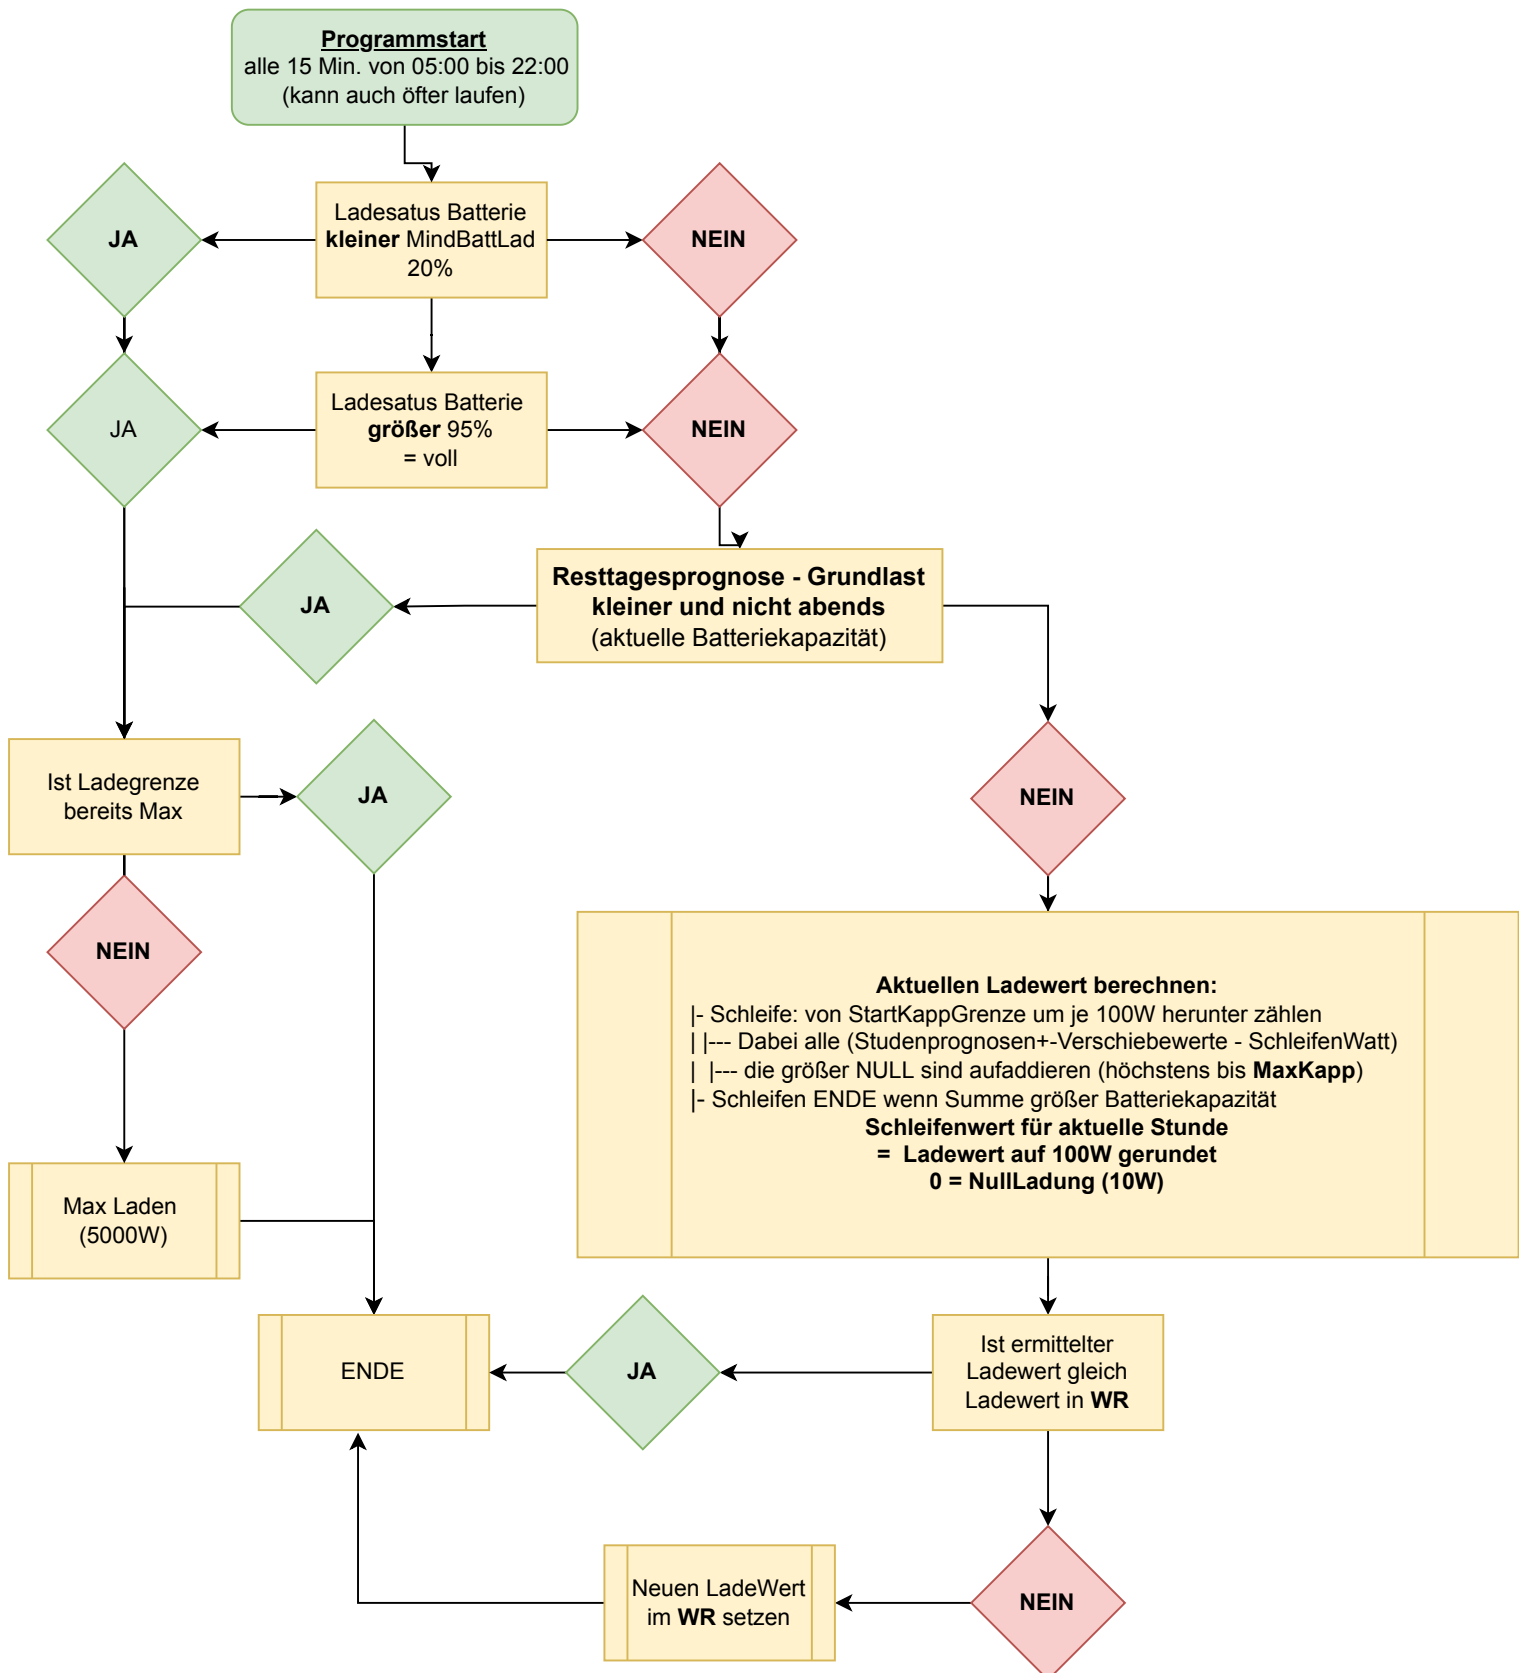 Programmstart
alle 15 Min. von 05:00 bis 22:00
(kann auch öfter laufen)
JA
Ladesatus Batterie
kleiner MindBattLad
20%
NEIN
JA
Ladesatus Batterie
größer 95%
= voll
NEIN
JA
Resttagesprognose - Grundlast
kleiner und nicht abends
(aktuelle Batteriekapazität)
Ist Ladegrenze
bereits Max
JA
NEIN
NEIN
Aktuellen Ladewert berechnen:
|- Schleife: von StartKappGrenze um je 100W herunter zählen
| |--- Dabei alle (Studenprognosen+-Verschiebewerte - SchleifenWatt)
|  |--- die größer NULL sind aufaddieren (höchstens bis MaxKapp)
|- Schleifen ENDE wenn Summe größer Batteriekapazität
Schleifenwert für aktuelle Stunde
=  Ladewert auf 100W gerundet
0 = NullLadung (10W)
Max Laden
(5000W)
ENDE
JA
Ist ermittelter
Ladewert gleich
Ladewert in WR
Neuen LadeWert
im WR setzen
NEIN